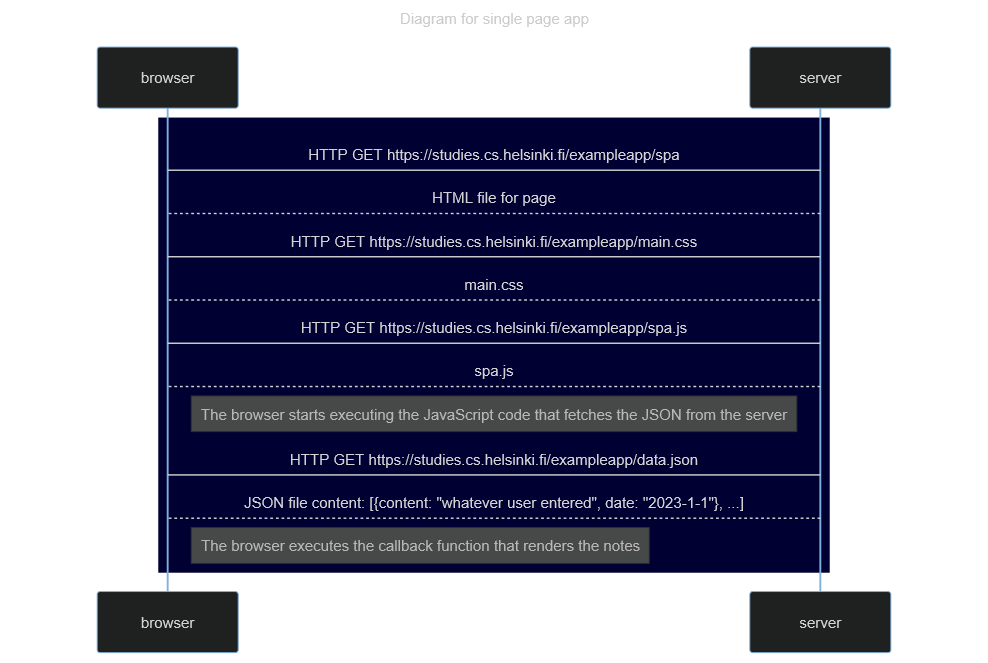 Diagram for single page app
browser
server
HTTP GET https://studies.cs.helsinki.fi/exampleapp/spa
HTML file for page
HTTP GET https://studies.cs.helsinki.fi/exampleapp/main.css
main.css
HTTP GET https://studies.cs.helsinki.fi/exampleapp/spa.js
spa.js
The browser starts executing the JavaScript code that fetches the JSON from the server
HTTP GET https://studies.cs.helsinki.fi/exampleapp/data.json
JSON file content: [{content: "whatever user entered", date: "2023-1-1"}, ...]
The browser executes the callback function that renders the notes
browser
server